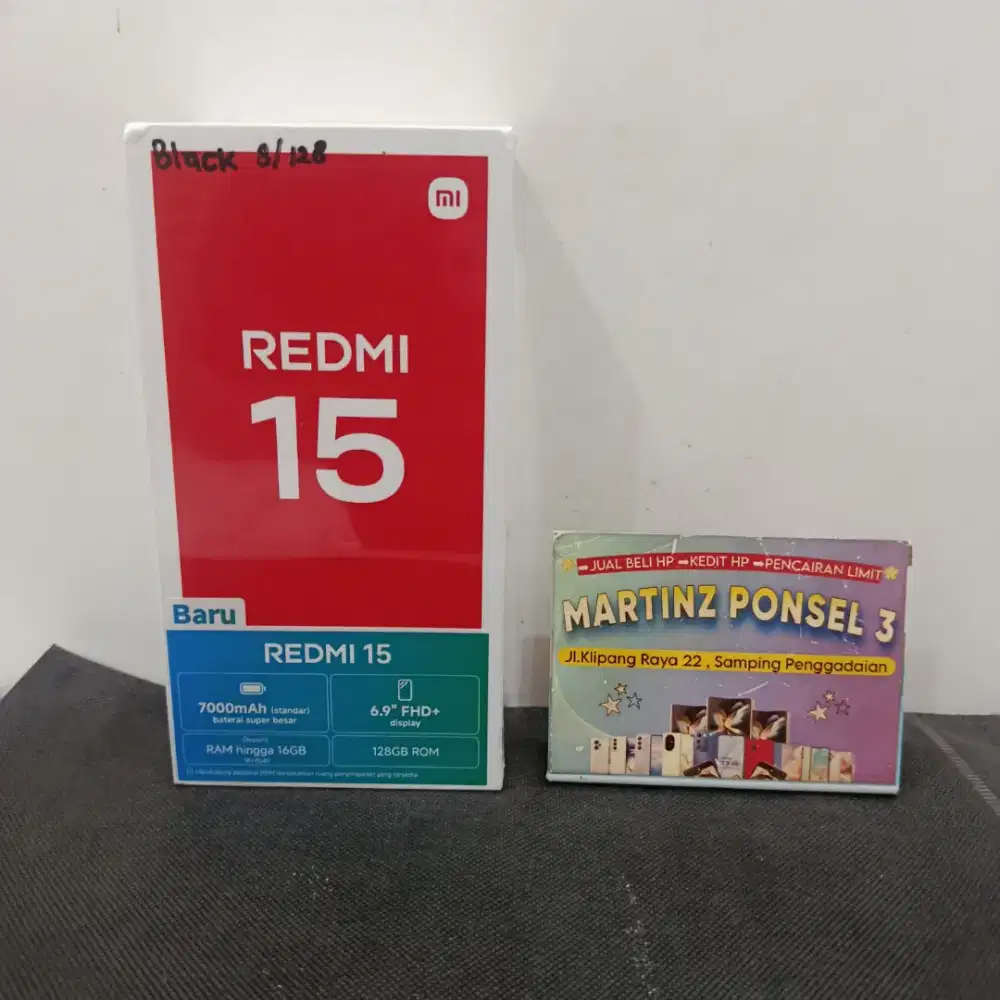 Black 8/128
mi
REDMI
15
Baru
REDMI 15
7000mAh (standar)
baterai super besar
6.9" FHD+
display
RAM hingga 16GB
128GB ROM
JUAL BELI HP ➡KEDIT HP ➡PENCAIRAN LIMIT
MARTINZ PONSEL 3
Jl.Klipang Raya 22 , Samping Penggadaian